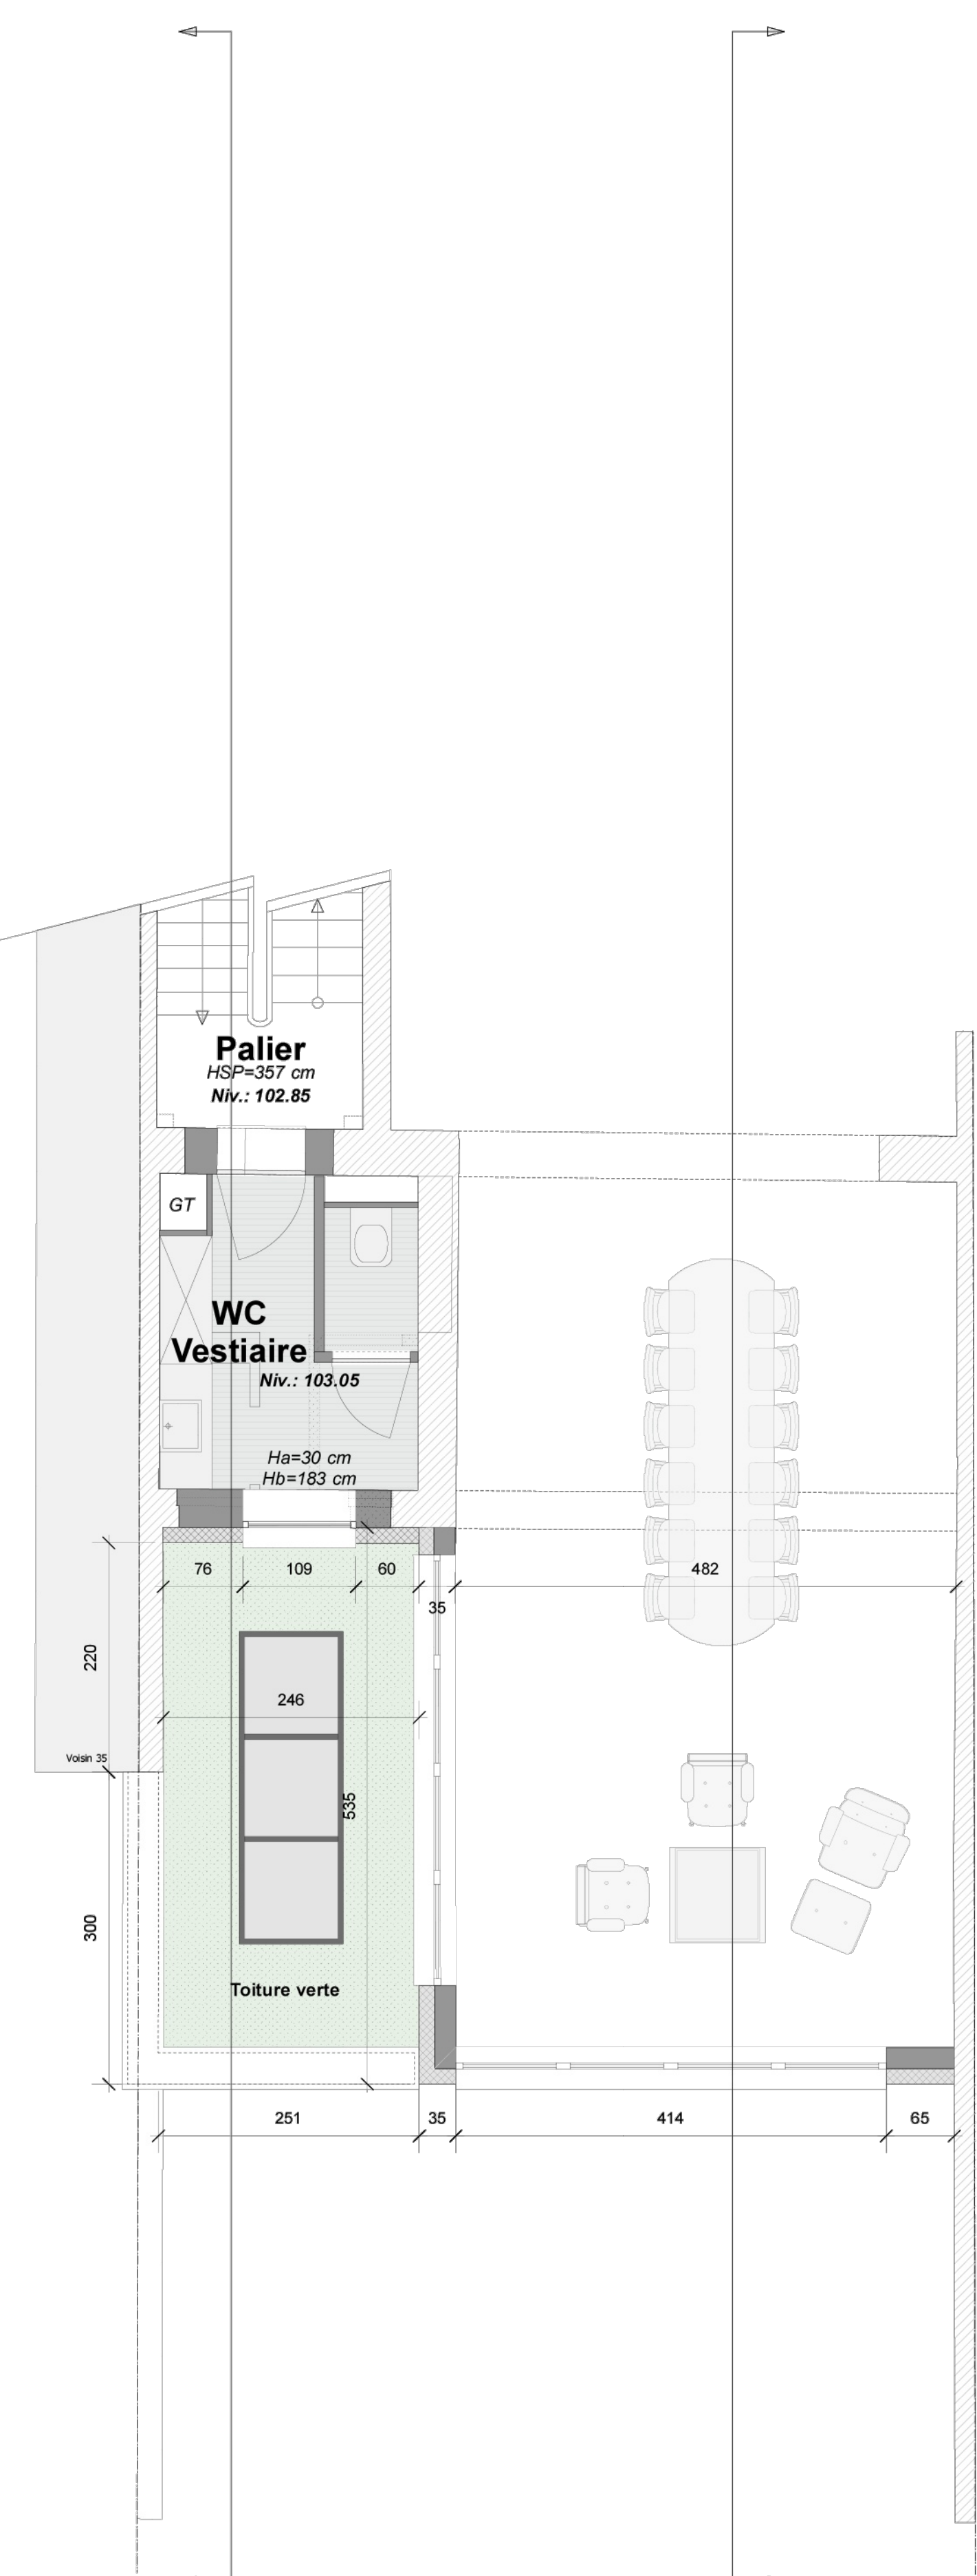 Palier
HSP=357 cm
Niv.: 102.85
GT
WC
Vestiaire
Niv.: 103.05
Ha=30 cm
Hb=183 cm
76
109
60
35
482
220
246
Voisin 35
535
300
Toiture verte
251
35
414
65